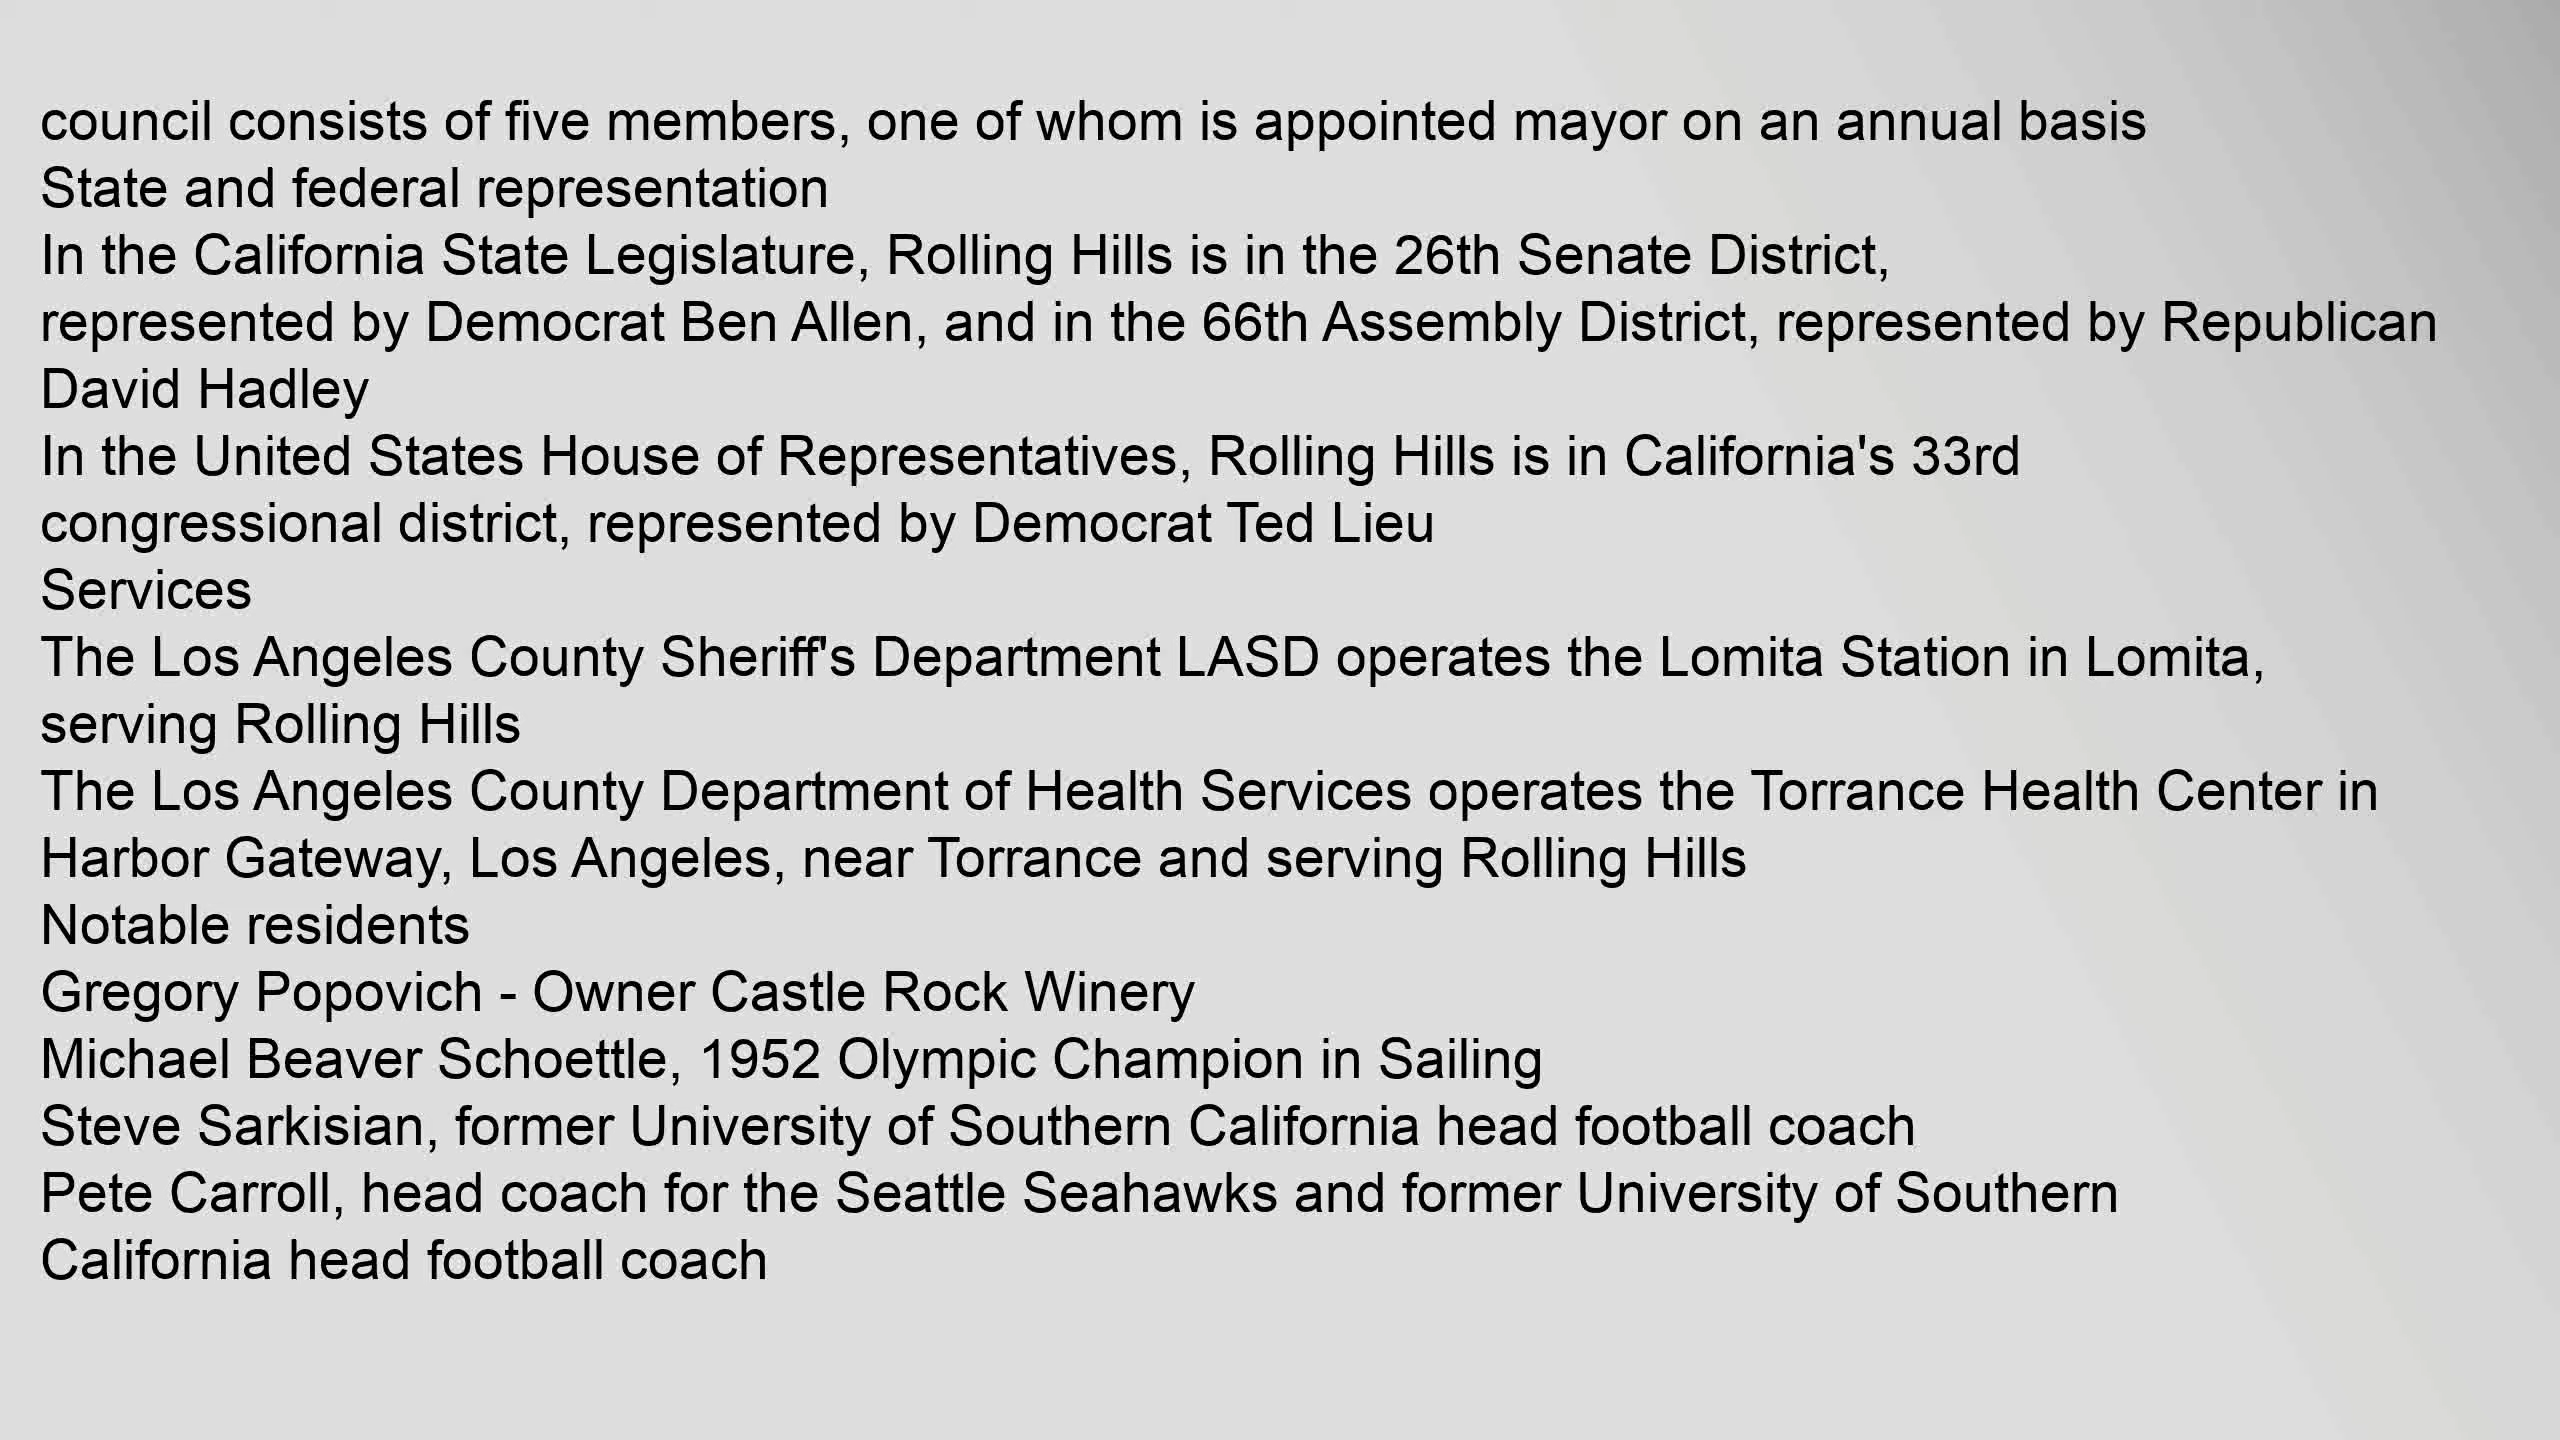 council consists of five members, one of whom is appointed mayor on an annual basis
State and federal representation
In the California State Legislature, Rolling Hills is in the 26th Senate District,
represented by Democrat Ben Allen, and in the 66th Assembly District, represented by Republican
David Hadley
In the United States House of Representatives, Rolling Hills is in California's 33rd
congressional district, represented by Democrat Ted Lieu
Services
The Los Angeles County Sheriff's Department LASD operates the Lomita Station in Lomita,
serving Rolling Hills
The Los Angeles County Department of Health Services operates the Torrance Health Center in
Harbor Gateway, Los Angeles, near Torrance and serving Rolling Hills
Notable residents
Gregory Popovich - Owner Castle Rock Winery
Michael Beaver Schoettle, 1952 Olympic Champion in Sailing
Steve Sarkisian, former University of Southern California head football coach
Pete Carroll, head coach for the Seattle Seahawks and former University of Southern
California head football coach